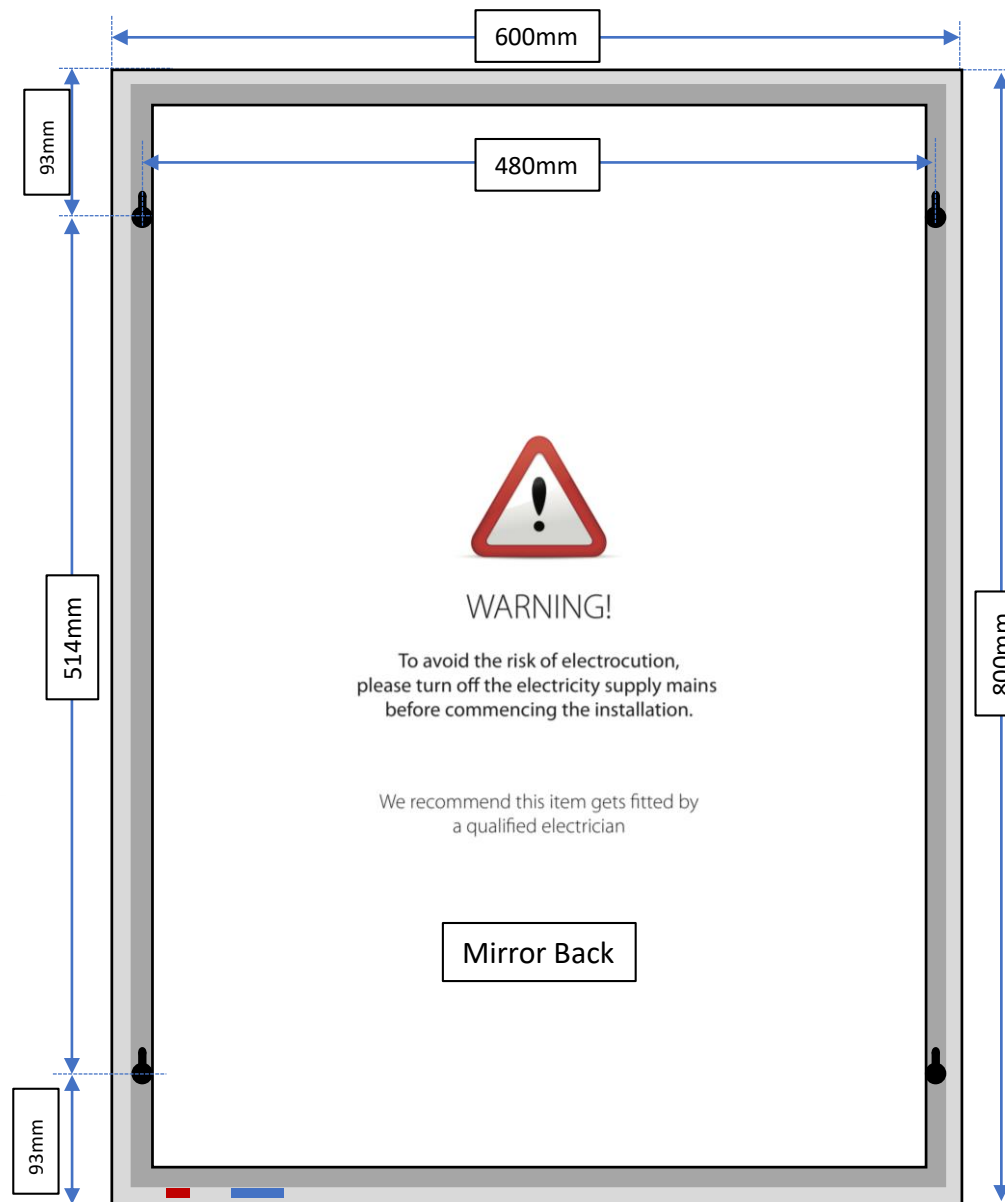 600mm
93mm
480mm
WARNING!
To avoid the risk of electrocution,
please turn off the electricity supply mains
before commencing the installation.
514mm
800mm
We recommend this item gets fitted by
a qualified electrician
Mirror Back
93mm